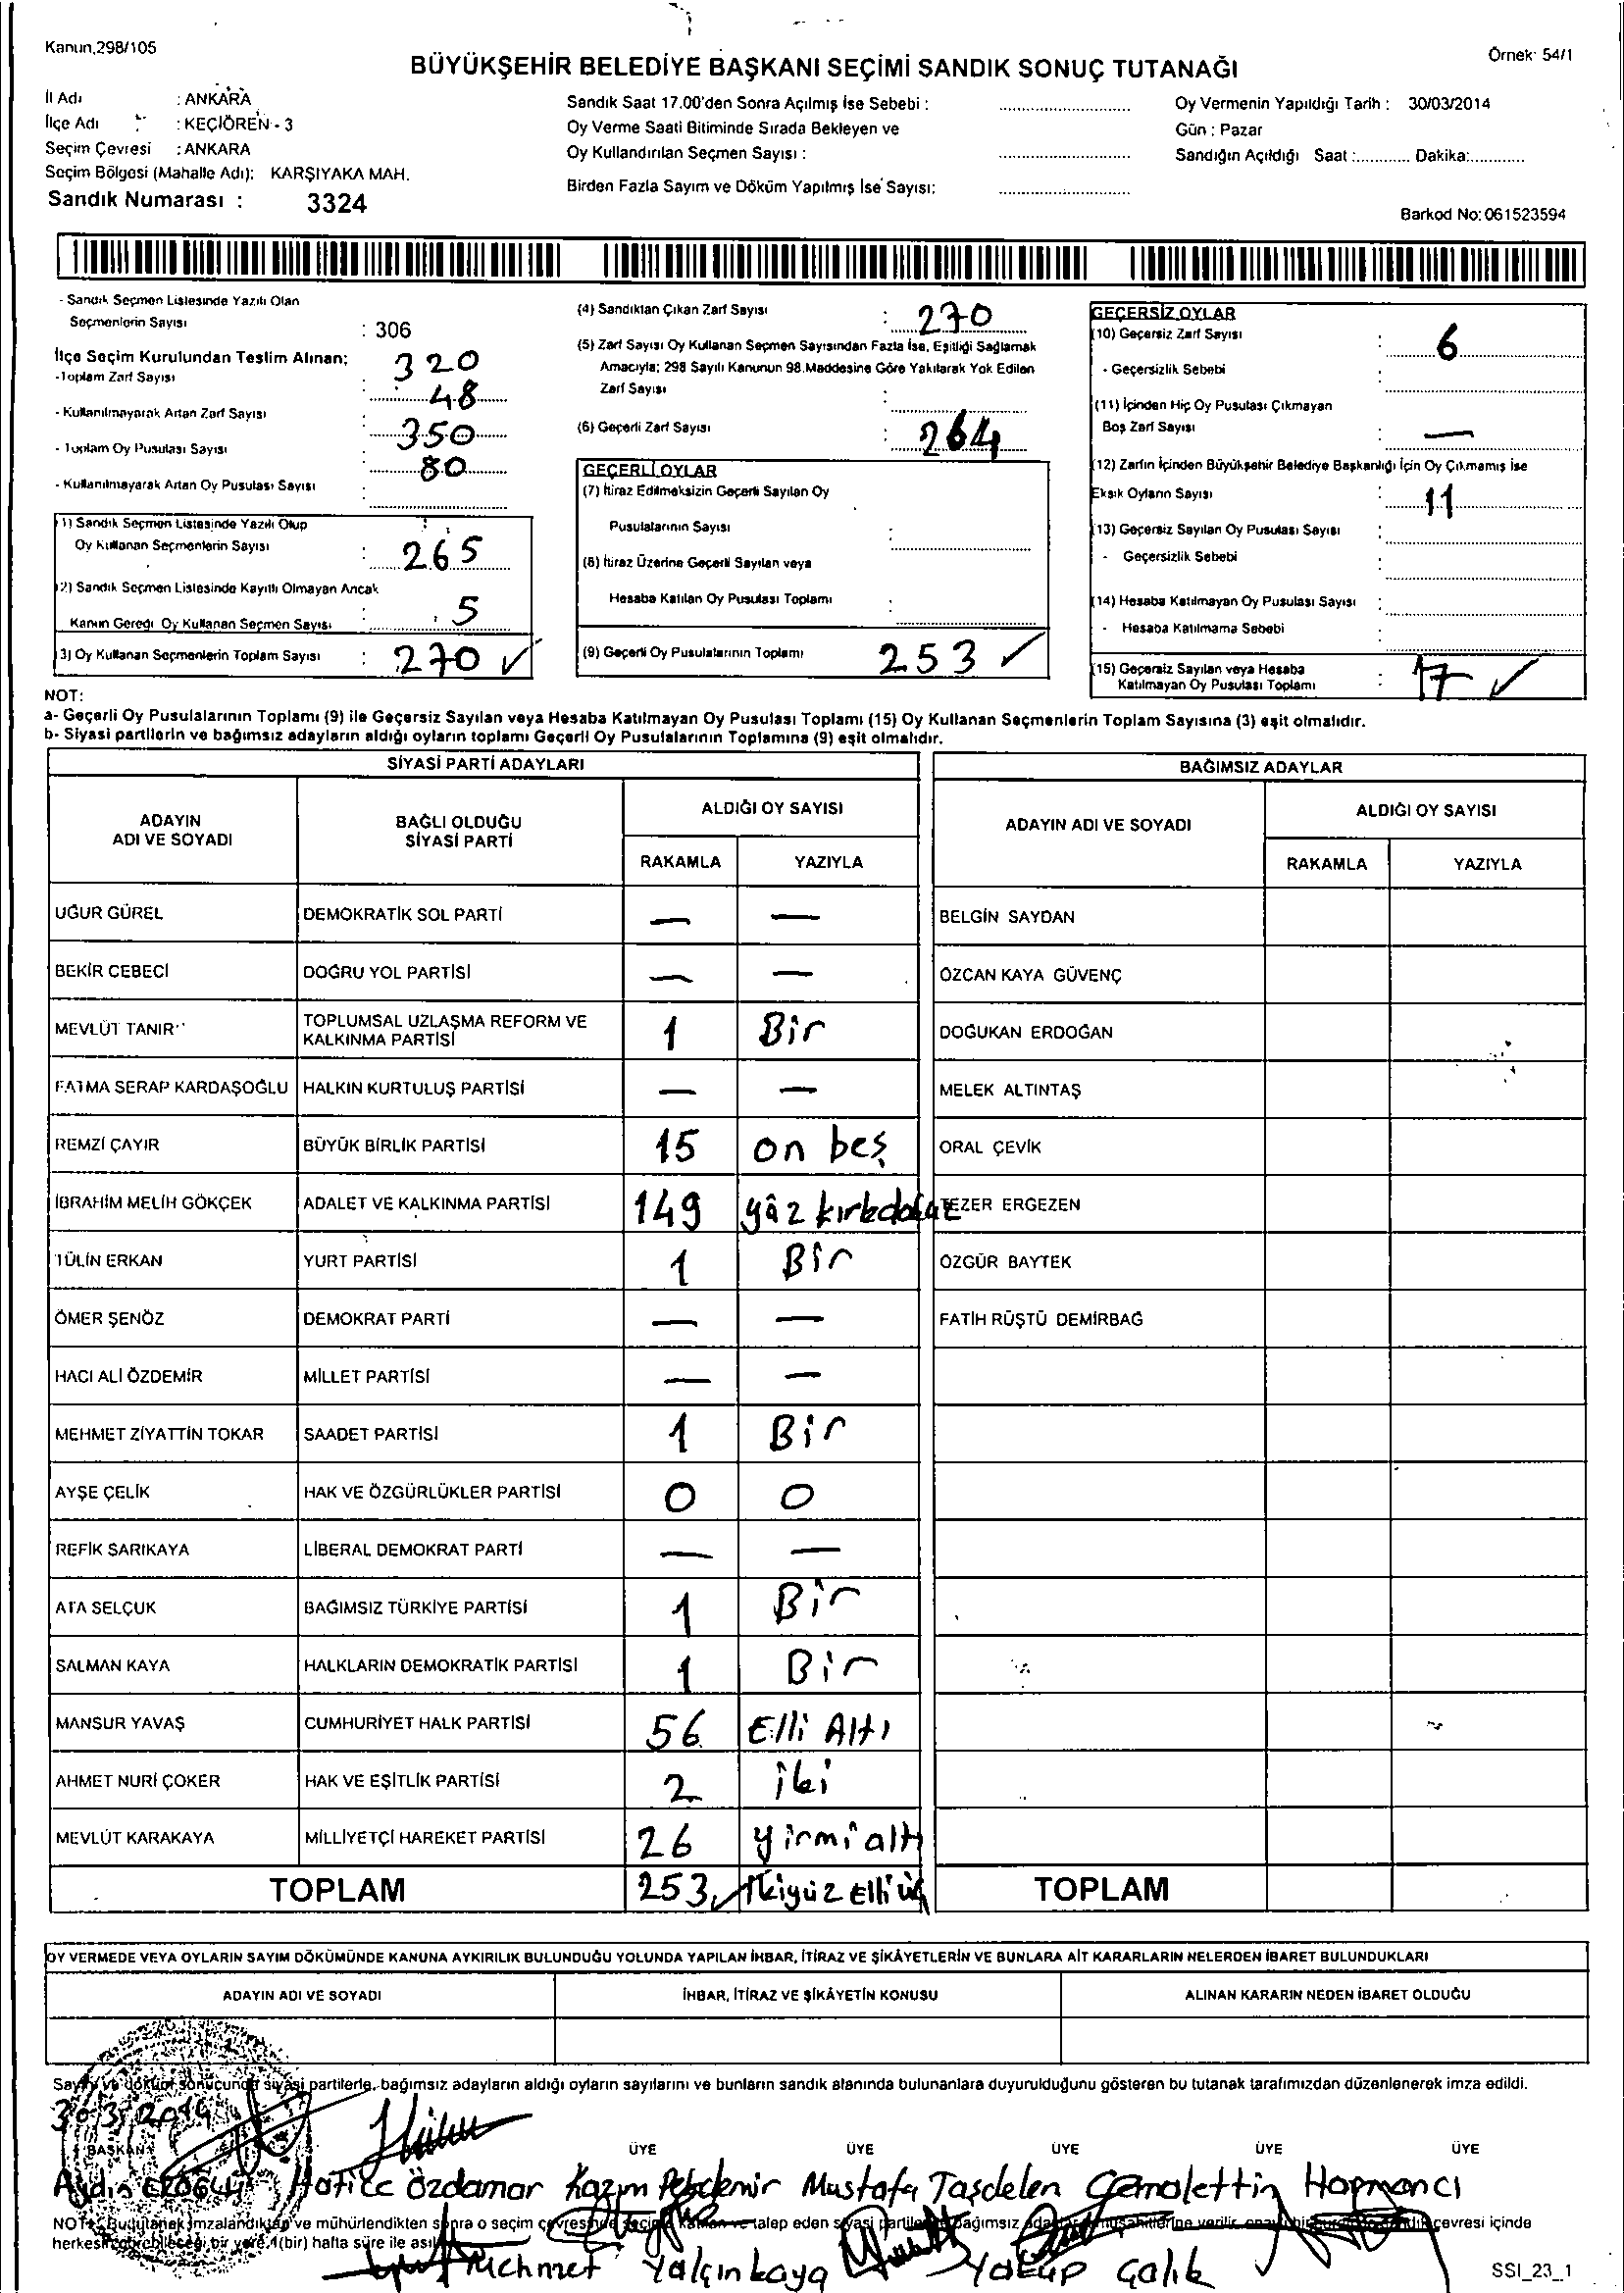 Kanun,298/105
Örnek 54/1
BÜYÜKŞEHİR BELEDİYE BAŞKANI SEÇİMİ SANDIK SONUÇ TUTANAĞI
İl Adı : ANKARA
İlçe Adı : KEÇİÖREN - 3
Seçim Çevresi : ANKARA
Seçim Bölgesi (Mahalle Adı): KARŞIYAKA MAH.
Sandık Numarası : 3324
Sandık Saat 17.00'den Sonra Açılmış İse Sebebi :
Oy Verme Saati Bitiminde Sırada Bekleyen ve
Oy Kullandırılan Seçmen Sayısı :
Birden Fazla Sayım ve Döküm Yapılmış İse Sayısı:
Oy Vermenin Yapıldığı Tarih : 30/03/2014
Gün : Pazar
Sandığın Açıldığı Saat :............ Dakika:............
Barkod No: 061523594
- Sandık Seçmen Listesinde Yazılı Olan
Seçmenlerin Sayısı : 306
İlçe Seçim Kurulundan Teslim Alınan;
-Toplam Zarf Sayısı : 320
- Kullanılmayarak Artan Zarf Sayısı : 48
- Toplam Oy Pusulası Sayısı : 350
- Kullanılmayarak Artan Oy Pusulası Sayısı : 80
1) Sandık Seçmen Listesinde Yazılı Olup
Oy Kullanan Seçmenlerin Sayısı : 265
2) Sandık Seçmen Listesinde Kayıtlı Olmayan Ancak
Kanun Gereği Oy Kullanan Seçmen Sayısı : 5
3) Oy Kullanan Seçmenlerin Toplam Sayısı : 270 ✓
(4) Sandıktan Çıkan Zarf Sayısı : 270
(5) Zarf Sayısı Oy Kullanan Seçmen Sayısından Fazla İse, Eşitliği Sağlamak
Amacıyla; 298 Sayılı Kanunun 98.Maddesine Göre Yakılarak Yok Edilen
Zarf Sayısı :
(6) Geçerli Zarf Sayısı : 264
GEÇERLİ OYLAR
(7) İtiraz Edilmeksizin Geçerli Sayılan Oy
Pusulalarının Sayısı :
(8) İtiraz Üzerine Geçerli Sayılan veya
Hesaba Katılan Oy Pusulası Toplamı :
(9) Geçerli Oy Pusulalarının Toplamı 253 ✓
GEÇERSİZ OYLAR
(10) Geçersiz Zarf Sayısı : 6
- Geçersizlik Sebebi :
(11) İçinden Hiç Oy Pusulası Çıkmayan
Boş Zarf Sayısı : —
(12) Zarfın İçinden Büyükşehir Belediye Başkanlığı İçin Oy Çıkmamış İse
Eksik Oyların Sayısı : 11
(13) Geçersiz Sayılan Oy Pusulası Sayısı :
- Geçersizlik Sebebi :
(14) Hesaba Katılmayan Oy Pusulası Sayısı :
- Hesaba Katılmama Sebebi :
(15) Geçersiz Sayılan veya Hesaba
Katılmayan Oy Pusulası Toplamı : 17 ✓
NOT:
a- Geçerli Oy Pusulalarının Toplamı (9) ile Geçersiz Sayılan veya Hesaba Katılmayan Oy Pusulası Toplamı (15) Oy Kullanan Seçmenlerin Toplam Sayısına (3) eşit olmalıdır.
b- Siyasi partilerin ve bağımsız adayların aldığı oyların toplamı Geçerli Oy Pusulalarının Toplamına (9) eşit olmalıdır.
SİYASİ PARTİ ADAYLARI
ADAYIN ADI VE SOYADI BAĞLI OLDUĞU SİYASİ PARTİ ALDIĞI OY SAYISI
RAKAMLA YAZIYLA
UĞUR GÜREL DEMOKRATİK SOL PARTİ — —
BEKİR CEBECİ DOĞRU YOL PARTİSİ — —
MEVLÜT TANIR TOPLUMSAL UZLAŞMA REFORM VE KALKINMA PARTİSİ 1 Bir
FATMA SERAP KARDAŞOĞLU HALKIN KURTULUŞ PARTİSİ — —
REMZİ ÇAYIR BÜYÜK BİRLİK PARTİSİ 15 on beş
İBRAHİM MELİH GÖKÇEK ADALET VE KALKINMA PARTİSİ 149 yüz kırkdokuz
TÜLİN ERKAN YURT PARTİSİ 1 Bir
ÖMER ŞENÖZ DEMOKRAT PARTİ — —
HACI ALİ ÖZDEMİR MİLLET PARTİSİ — —
MEHMET ZİYATTİN TOKAR SAADET PARTİSİ 1 Bir
AYŞE ÇELİK HAK VE ÖZGÜRLÜKLER PARTİSİ 0 0
REFİK SARIKAYA LİBERAL DEMOKRAT PARTİ — —
ATA SELÇUK BAĞIMSIZ TÜRKİYE PARTİSİ 1 Bir
SALMAN KAYA HALKLARIN DEMOKRATİK PARTİSİ 1 Bir
MANSUR YAVAŞ CUMHURİYET HALK PARTİSİ 56 Elli Altı
AHMET NURİ ÇOKER HAK VE EŞİTLİK PARTİSİ 2 iki
MEVLÜT KARAKAYA MİLLİYETÇİ HAREKET PARTİSİ 26 yirmi altı
TOPLAM 253 İkiyüz Elli üç
BAĞIMSIZ ADAYLAR
ADAYIN ADI VE SOYADI ALDIĞI OY SAYISI
RAKAMLA YAZIYLA
BELGİN SAYDAN
ÖZCAN KAYA GÜVENÇ
DOĞUKAN ERDOĞAN
MELEK ALTINTAŞ
ORAL ÇEVİK
TEZER ERGEZEN
ÖZGÜR BAYTEK
FATİH RÜŞTÜ DEMİRBAĞ
TOPLAM
OY VERMEDE VEYA OYLARIN SAYIM DÖKÜMÜNDE KANUNA AYKIRILIK BULUNDUĞU YOLUNDA YAPILAN İHBAR, İTİRAZ VE ŞİKÂYETLERİN VE BUNLARA AİT KARARLARIN NELERDEN İBARET BULUNDUKLARI
ADAYIN ADI VE SOYADI İHBAR, İTİRAZ VE ŞİKÂYETİN KONUSU ALINAN KARARIN NEDEN İBARET OLDUĞU
Sayım ve döküm sonucunda siyasi partilerle, bağımsız adayların aldığı oyların sayılarını ve bunların sandık alanında bulunanlara duyurulduğunu gösteren bu tutanak tarafımızdan düzenlenerek imza edildi.
30.3.2014
BAŞKAN ÜYE ÜYE ÜYE ÜYE ÜYE
Aydın Hatice Özdamar Kazım Mustafa Taşdelen Cemalettin Harmancı
NOT: Bu tutanak imzalandıktan ve mühürlendikten sonra o seçim çevresinde talep eden siyasi bağımsız çevresi içinde
herkesin görebileceği bir yere 1(bir) hafta süre ile
Mehmet Yalçınkaya Yakup Çalık
SSI_23_1